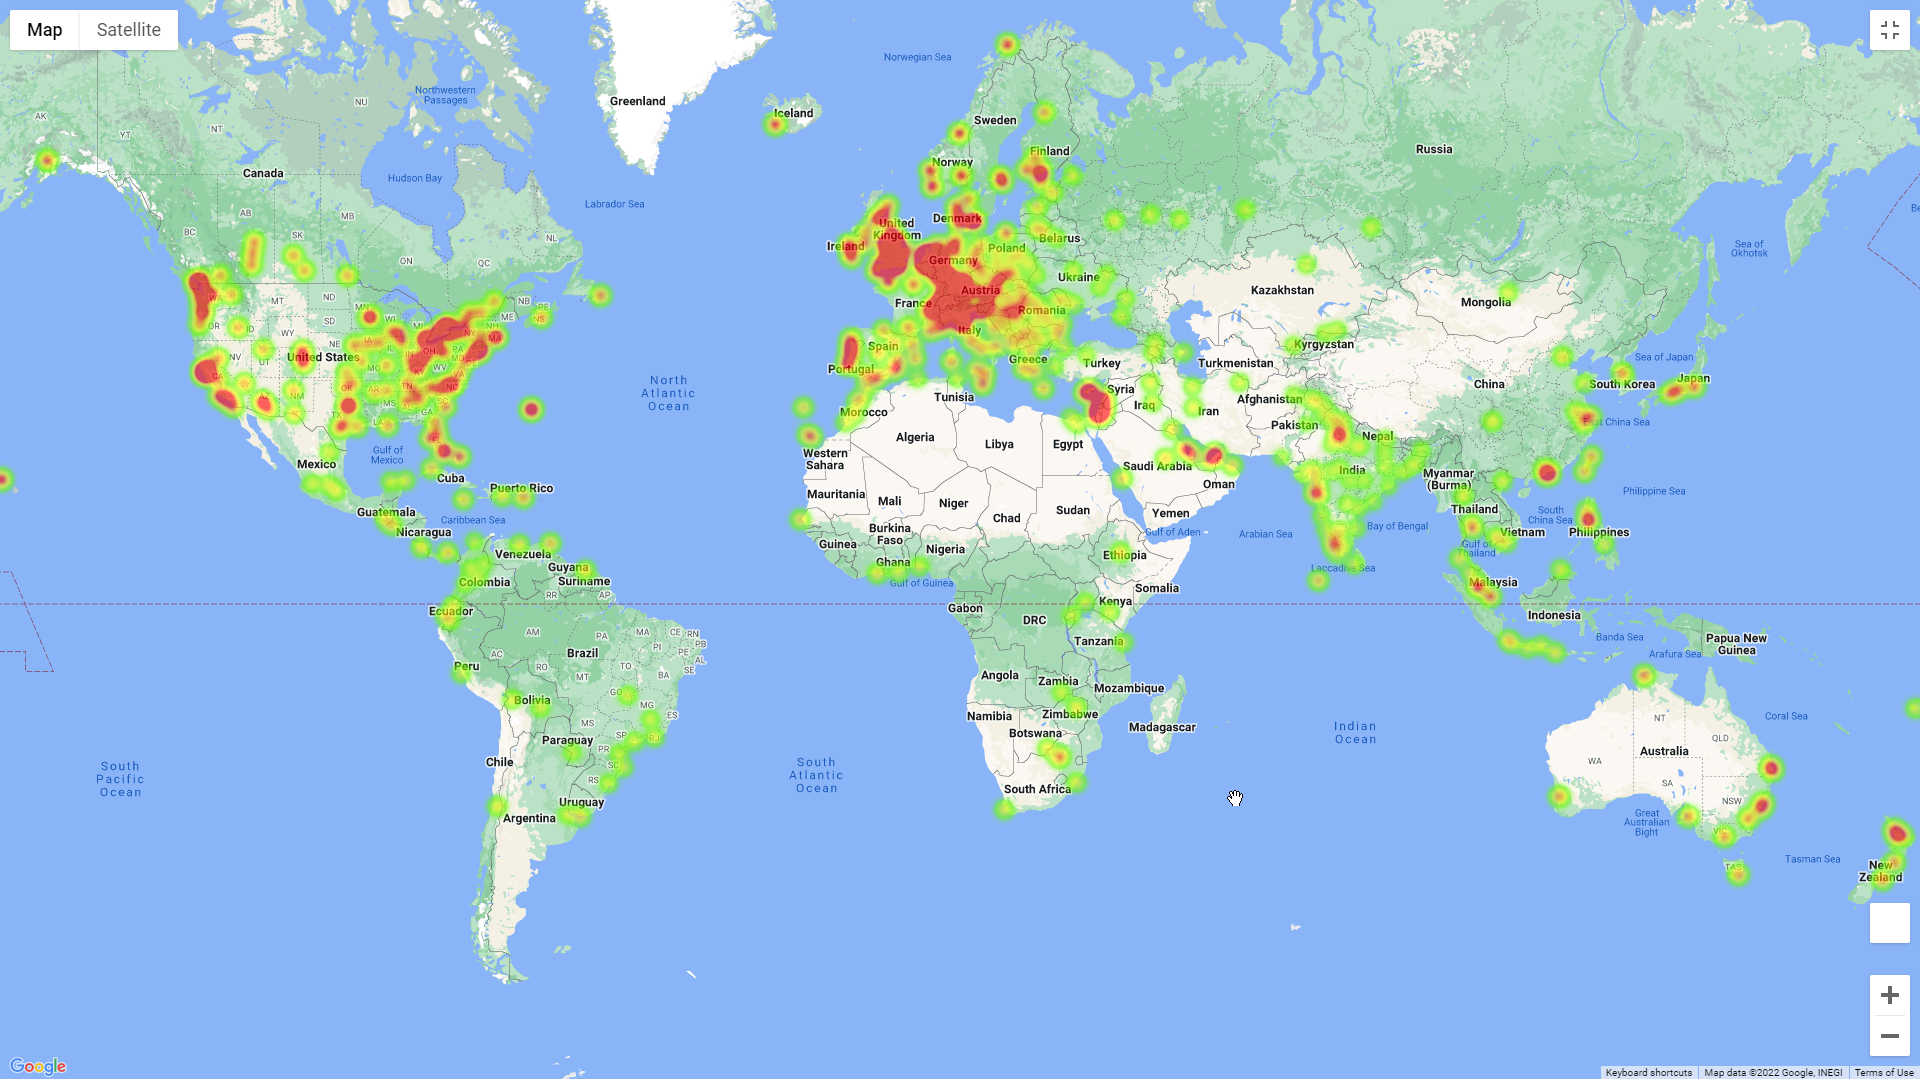 Map
Satellite
Norwegian Sea
Greenland
Iceland
Northwestern
Passages
NU
AK
YT
NT
Sweden
Russia
Finland
Norway
Canada
Hudson Bay
Labrador Sea
AB
MB
BC
SK
NL
ON
QC
Denmark
United
Kingdom
Ireland
Belarus
Poland
Germany
Sea of
Okhotsk
Ukraine
Kazakhstan
Austria
France
Mongolia
Romania
Italy
WA
MT
ND
MN
NB
PE
ME
NS
OR
ID
SD
WI
MI
NH
NY
MA
WY
NE
IA
IL
IN
OH
PA
MD
DE
NV
UT
United States
MO
KY
WV
VA
CA
OK
AR
TN
NC
AZ
NM
MS
AL
SC
GA
TX
LA
FL
Spain
Portugal
Greece
Turkey
Kyrgyzstan
Turkmenistan
Sea of Japan
China
South Korea
Japan
Syria
Tunisia
Iraq
Iran
Afghanistan
Morocco
North
Atlantic
Ocean
Pakistan
East China Sea
Nepal
Algeria
Libya
Egypt
Gulf of
Mexico
Western
Sahara
Mexico
Cuba
Saudi Arabia
India
Oman
Myanmar
(Burma)
Puerto Rico
Mauritania
Mali
Niger
Chad
Sudan
Yemen
Philippine Sea
Guatemala
Caribbean Sea
Nicaragua
Thailand
South
China Sea
Vietnam
Philippines
Burkina
Faso
Guinea
Nigeria
Gulf of Aden
Arabian Sea
Bay of Bengal
Gulf of
Thailand
Venezuela
Guyana
Suriname
Colombia
Ghana
Gulf of Guinea
Ethiopia
Somalia
Laccadive Sea
Malaysia
RR
AP
Ecuador
Gabon
Kenya
DRC
Indonesia
AM
PA
MA
CE
RN
PB
PI
PE
AL
SE
Tanzania
Banda Sea
Papua New
Guinea
Arafura Sea
Brazil
AC
RO
TO
BA
MT
Peru
Angola
Zambia
Mozambique
Bolivia
GO
MG
ES
MS
Namibia
Zimbabwe
Botswana
Madagascar
Coral Sea
NT
Indian
Ocean
Paraguay
SP
RJ
PR
SC
RS
Chile
South
Pacific
Ocean
South
Atlantic
Ocean
Australia
QLD
WA
SA
NSW
South Africa
Uruguay
Argentina
Great
Australian
Bight
VIC
TAS
Tasman Sea
New
Zealand
Google
Keyboard shortcuts
Map data ©2022 Google, INEGI
Terms of Use